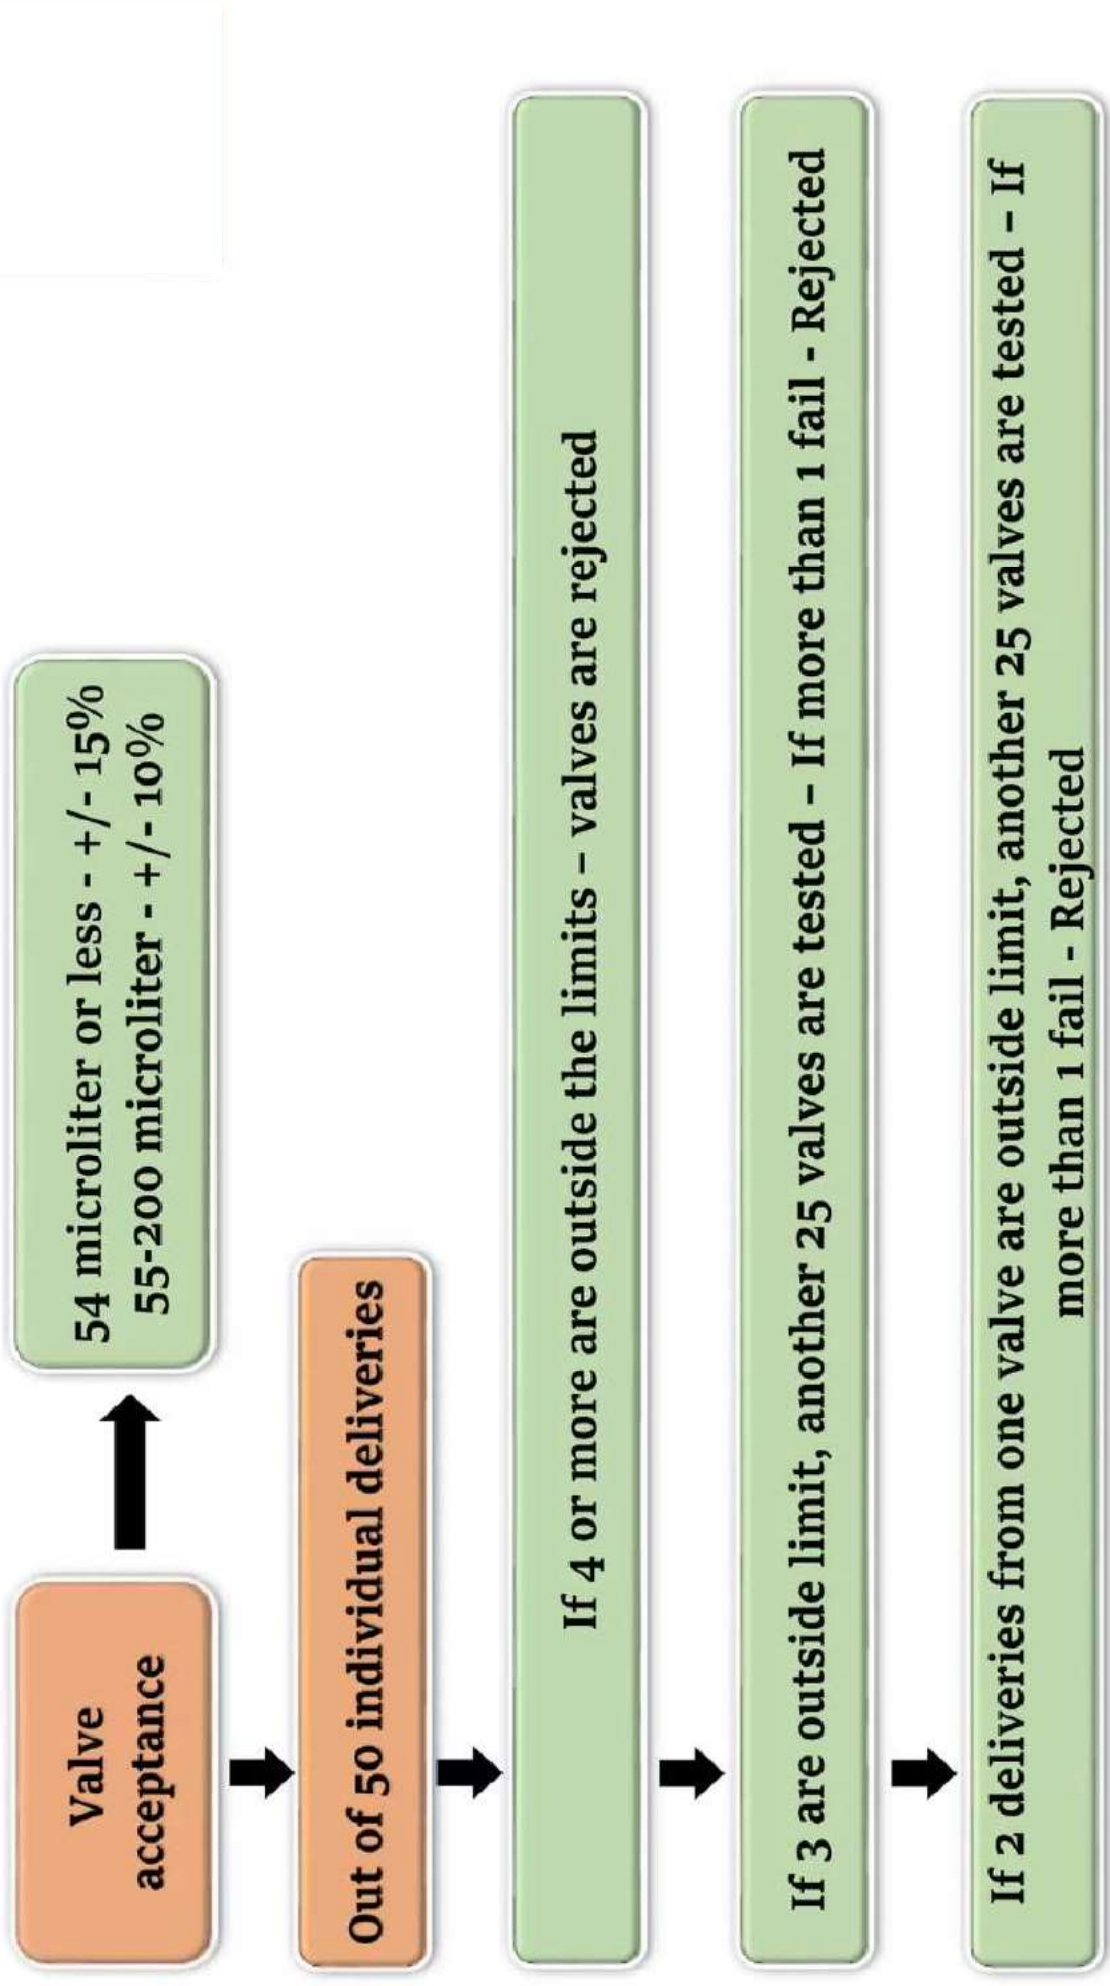 Valve
acceptance
54 microliter or less - +/- 15%
55-200 microliter - +/- 10%
Out of 50 individual deliveries
If 4 or more are outside the limits – valves are rejected
If 3 are outside limit, another 25 valves are tested – If more than 1 fail - Rejected
If 2 deliveries from one valve are outside limit, another 25 valves are tested – If
more than 1 fail - Rejected